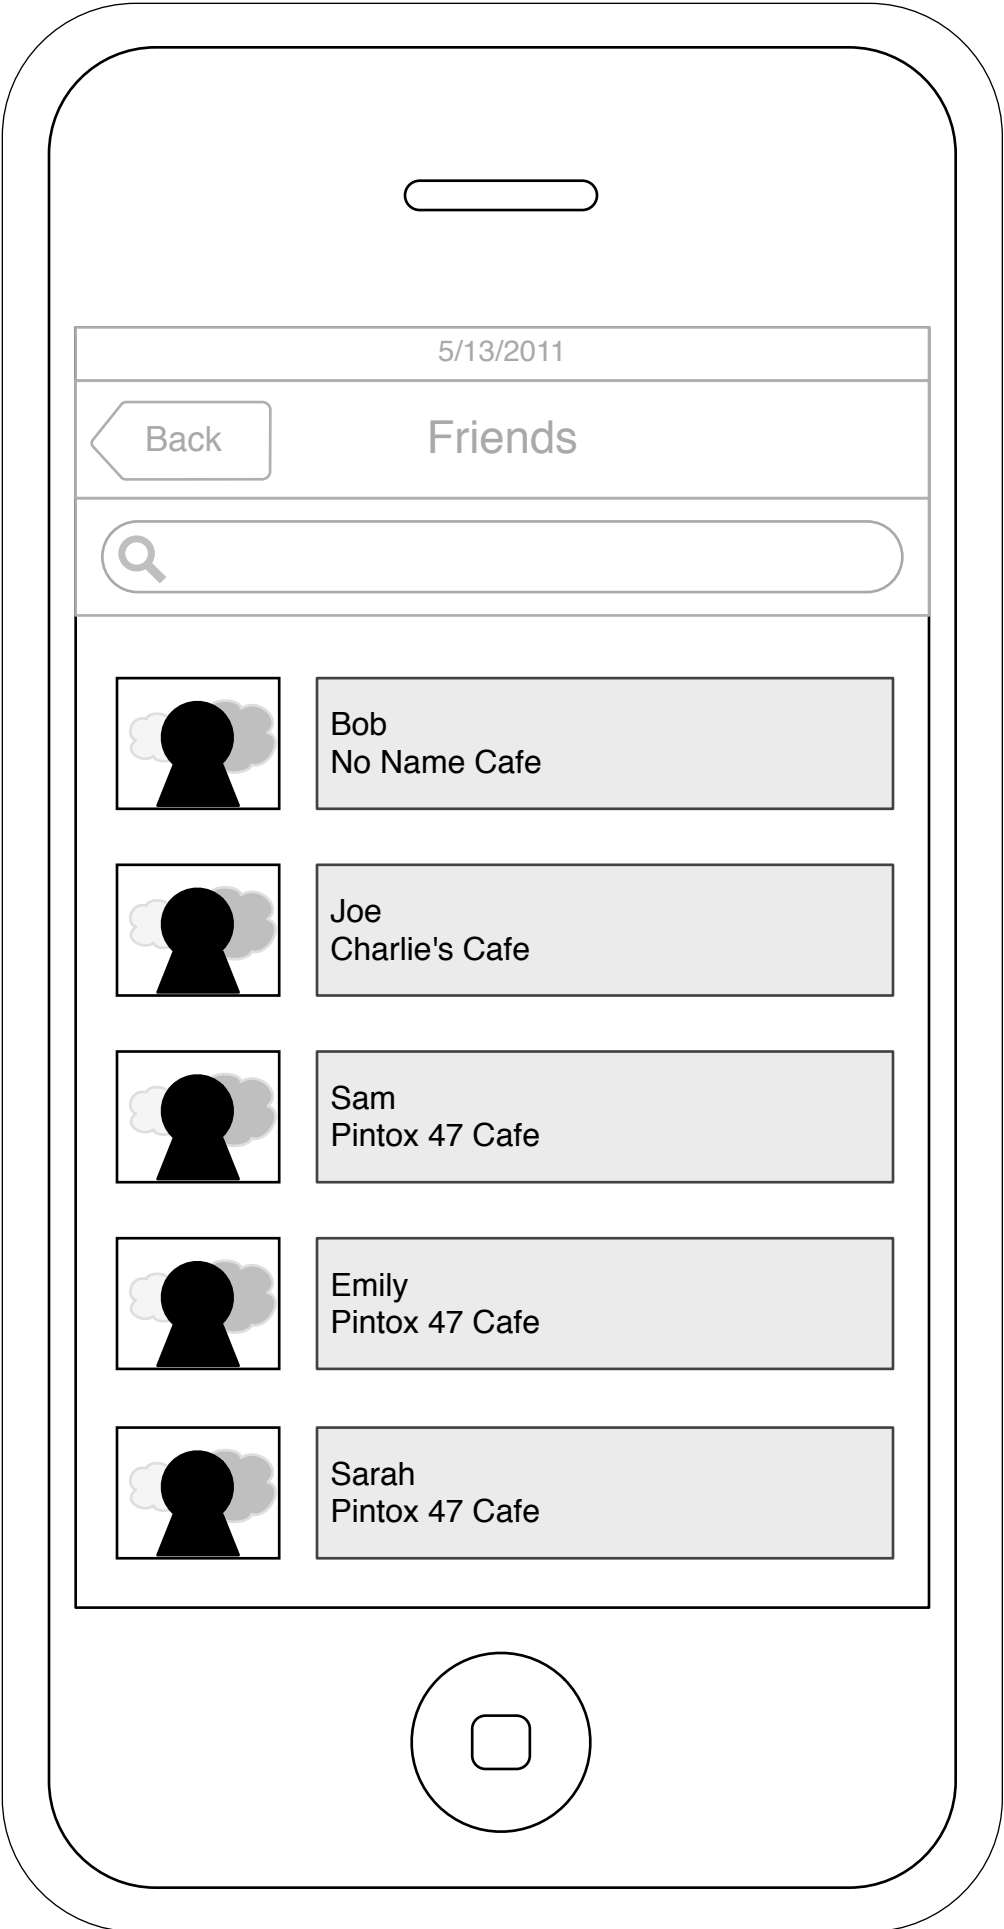 5/13/2011
Back
Friends
Bob
No Name Cafe
Joe
Charlie's Cafe
Sam
Pintox 47 Cafe
Emily
Pintox 47 Cafe
Sarah
Pintox 47 Cafe